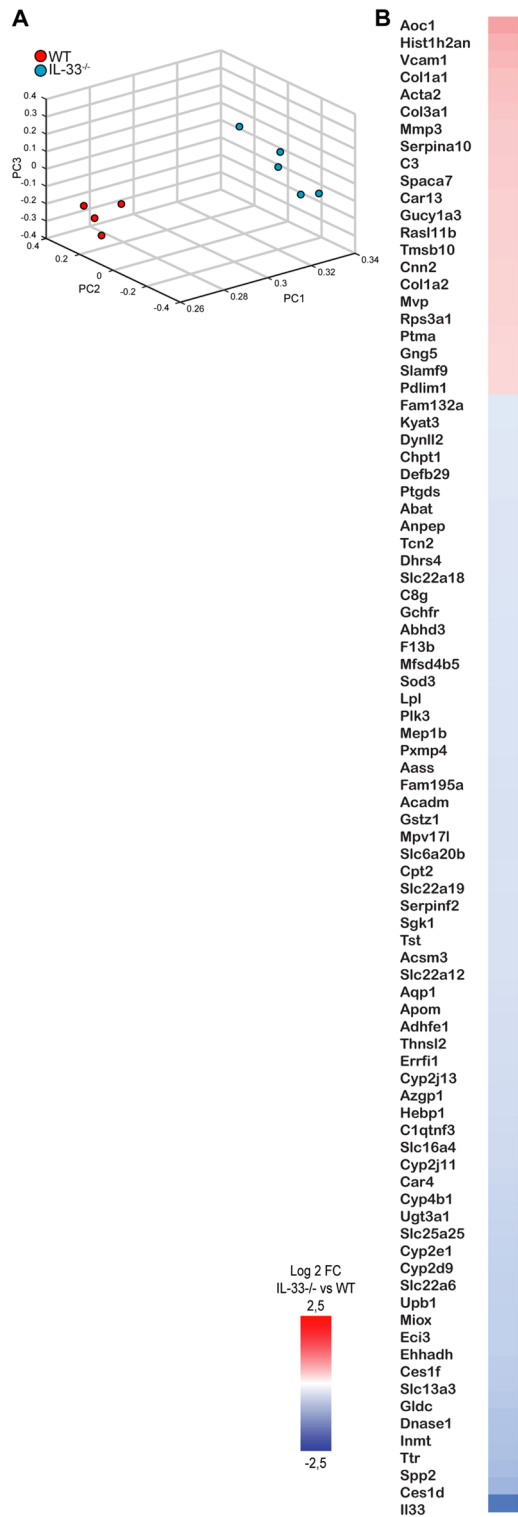 A
WT
IL-33-/-
0.4
0.3
0.2
0.1
0
-0.1
-0.2
-0.3
-0.4
PC3
0.4
0.2
0
-0.2
-0.4
PC2
0.26
0.28
0.3
0.32
0.34
PC1
B
Aoc1
Hist1h2an
Vcam1
Col1a1
Acta2
Col3a1
Mmp3
Serpina10
C3
Spaca7
Car13
Gucy1a3
Rasl11b
Tmsb10
Cnn2
Col1a2
Mvp
Rps3a1
Ptma
Gng5
Slamf9
Pdlim1
Fam132a
Kyat3
Dynll2
Chpt1
Defb29
Ptgds
Abat
Anpep
Tcn2
Dhrs4
Slc22a18
C8g
Gchfr
Abhd3
F13b
Mfsd4b5
Sod3
Lpl
Plk3
Mep1b
Pxmp4
Aass
Fam195a
Acadm
Gstz1
Mpv17l
Slc6a20b
Cpt2
Slc22a19
Serpinf2
Sgk1
Tst
Acsm3
Slc22a12
Aqp1
Apom
Adhfe1
Thnsl2
Errfi1
Cyp2j13
Azgp1
Hebp1
C1qtnf3
Slc16a4
Cyp2j11
Car4
Cyp4b1
Ugt3a1
Slc25a25
Cyp2e1
Cyp2d9
Slc22a6
Upb1
Miox
Eci3
Ehhadh
Ces1f
Slc13a3
Gldc
Dnase1
Inmt
Ttr
Spp2
Ces1d
Il33
Log 2 FC
IL-33-/- vs WT
2,5
-2,5